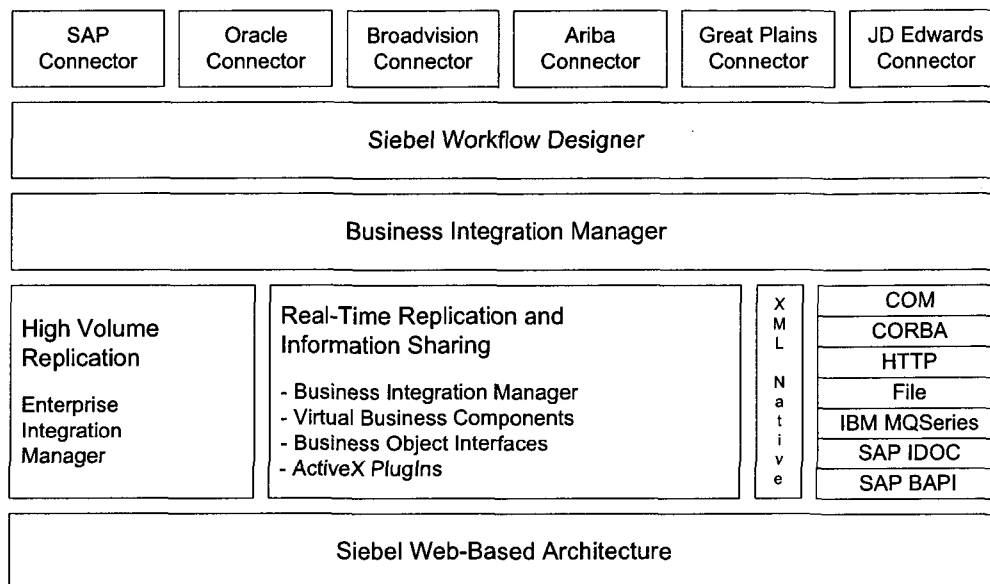 SAP
Connector
Oracle
Connector
Broadvision
Connector
Ariba
Connector
Great Plains
Connector
JD Edwards
Connector
Siebel Workflow Designer
Business Integration Manager
High Volume
Replication
Enterprise
Integration
Manager
Real-Time Replication and
Information Sharing
- Business Integration Manager
- Virtual Business Components
- Business Object Interfaces
- ActiveX PlugIns
XML Native
COM
CORBA
HTTP
File
IBM MQSeries
SAP IDOC
SAP BAPI
Siebel Web-Based Architecture